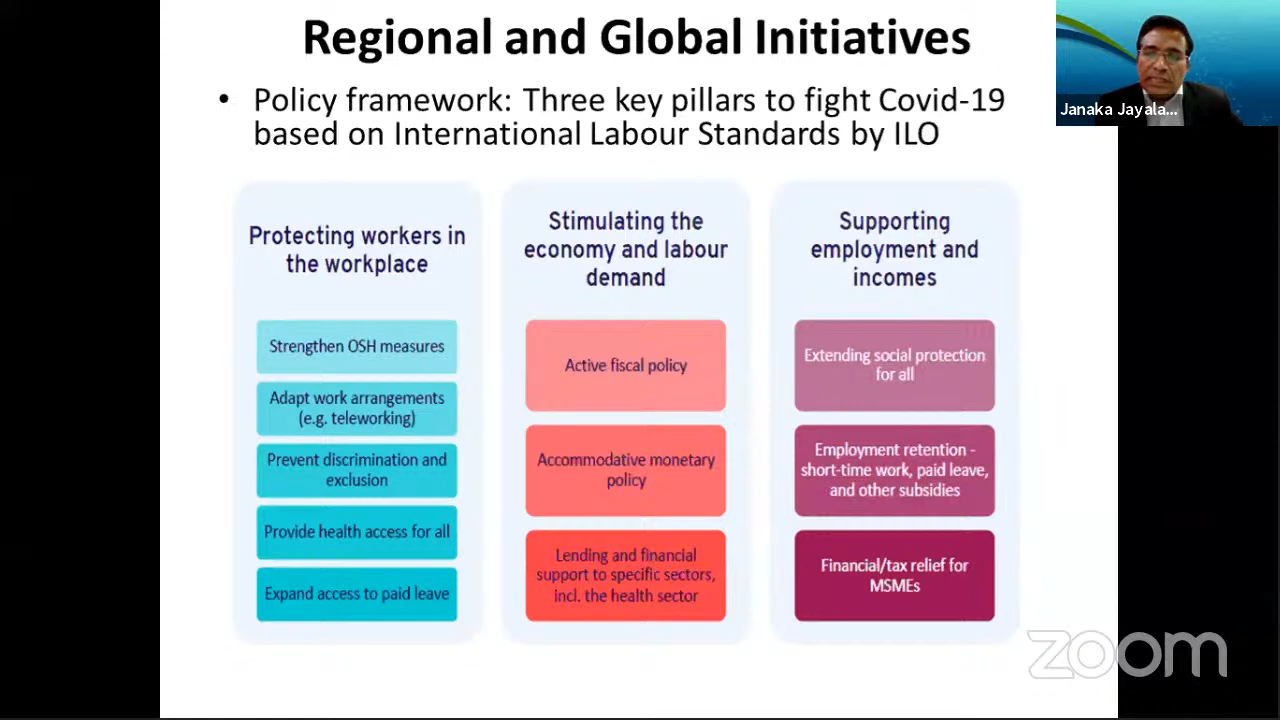 Regional and Global Initiatives
• Policy framework: Three key pillars to fight Covid-19
based on International Labour Standards by ILO
Janaka Jayala...
Protecting workers in
the workplace
Strengthen OSH measures
Adapt work arrangements
(e.g. teleworking)
Prevent discrimination and
exclusion
Provide health access for all
Expand access to paid leave
Stimulating the
economy and labour
demand
Active fiscal policy
Accommodative monetary
policy
Lending and financial
support to specific sectors,
incl. the health sector
Supporting
employment and
incomes
Extending social protection
for all
Employment retention -
short-time work, paid leave,
and other subsidies
Financial/tax relief for
MSMEs
zoom